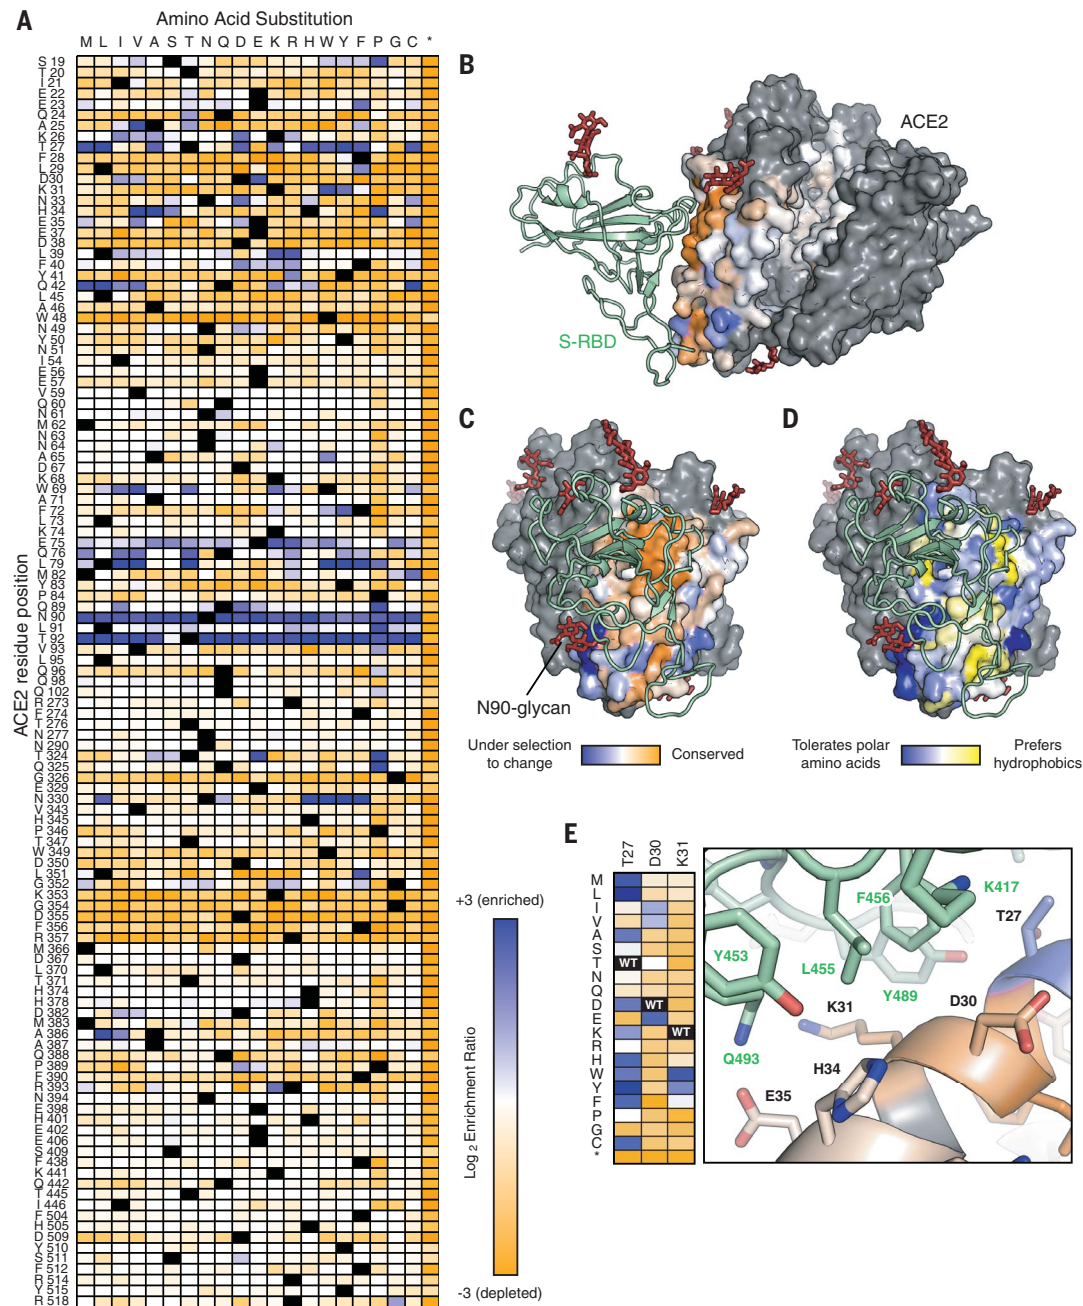 A
Amino Acid Substitution
M L I V A S T N Q D E K R H W Y F P G C *
ACE2 residue position
S 19
T 20
I 21
E 22
E 23
Q 24
A 25
K 26
T 27
F 28
L 29
D30
K 31
N 33
H 34
E 35
E 37
D 38
L 39
F 40
Y 41
Q 42
L 45
A 46
W 48
N 49
Y 50
N 51
I 54
E 56
E 57
V 59
Q 60
N 61
M 62
N 63
N 64
A 65
D 67
K 68
W 69
A 71
F 72
L 73
K 74
E 75
Q 76
L 79
M 82
Y 83
P 84
Q 89
N 90
L 91
T 92
V 93
L 95
Q 96
Q 98
Q 102
R 273
F 274
T 276
N 277
N 290
T 324
Q 325
G 326
E 329
N 330
V 343
H 345
P 346
T 347
W 349
D 350
L 351
G 352
K 353
G 354
D 355
F 356
R 357
M 366
D 367
L 370
T 371
H 374
H 378
D 382
M 383
A 386
A 387
Q 388
P 389
F 390
R 393
N 394
E 398
H 401
E 402
E 406
S 409
F 438
K 441
Q 442
T 445
I 446
F 504
H 505
D 509
Y 510
S 511
F 512
R 514
Y 515
R 518
+3 (enriched)
Log2 Enrichment Ratio
-3 (depleted)
B
ACE2
S-RBD
C
N90-glycan
Under selection to change
Conserved
D
Tolerates polar amino acids
Prefers hydrophobics
E
T27 D30 K31
M
L
I
V
A
S
T WT
N
Q
D WT
E
K WT
R
H
W
Y
F
P
G
C
*
F456
K417
T27
Y453
L455
Y489
K31
D30
Q493
H34
E35